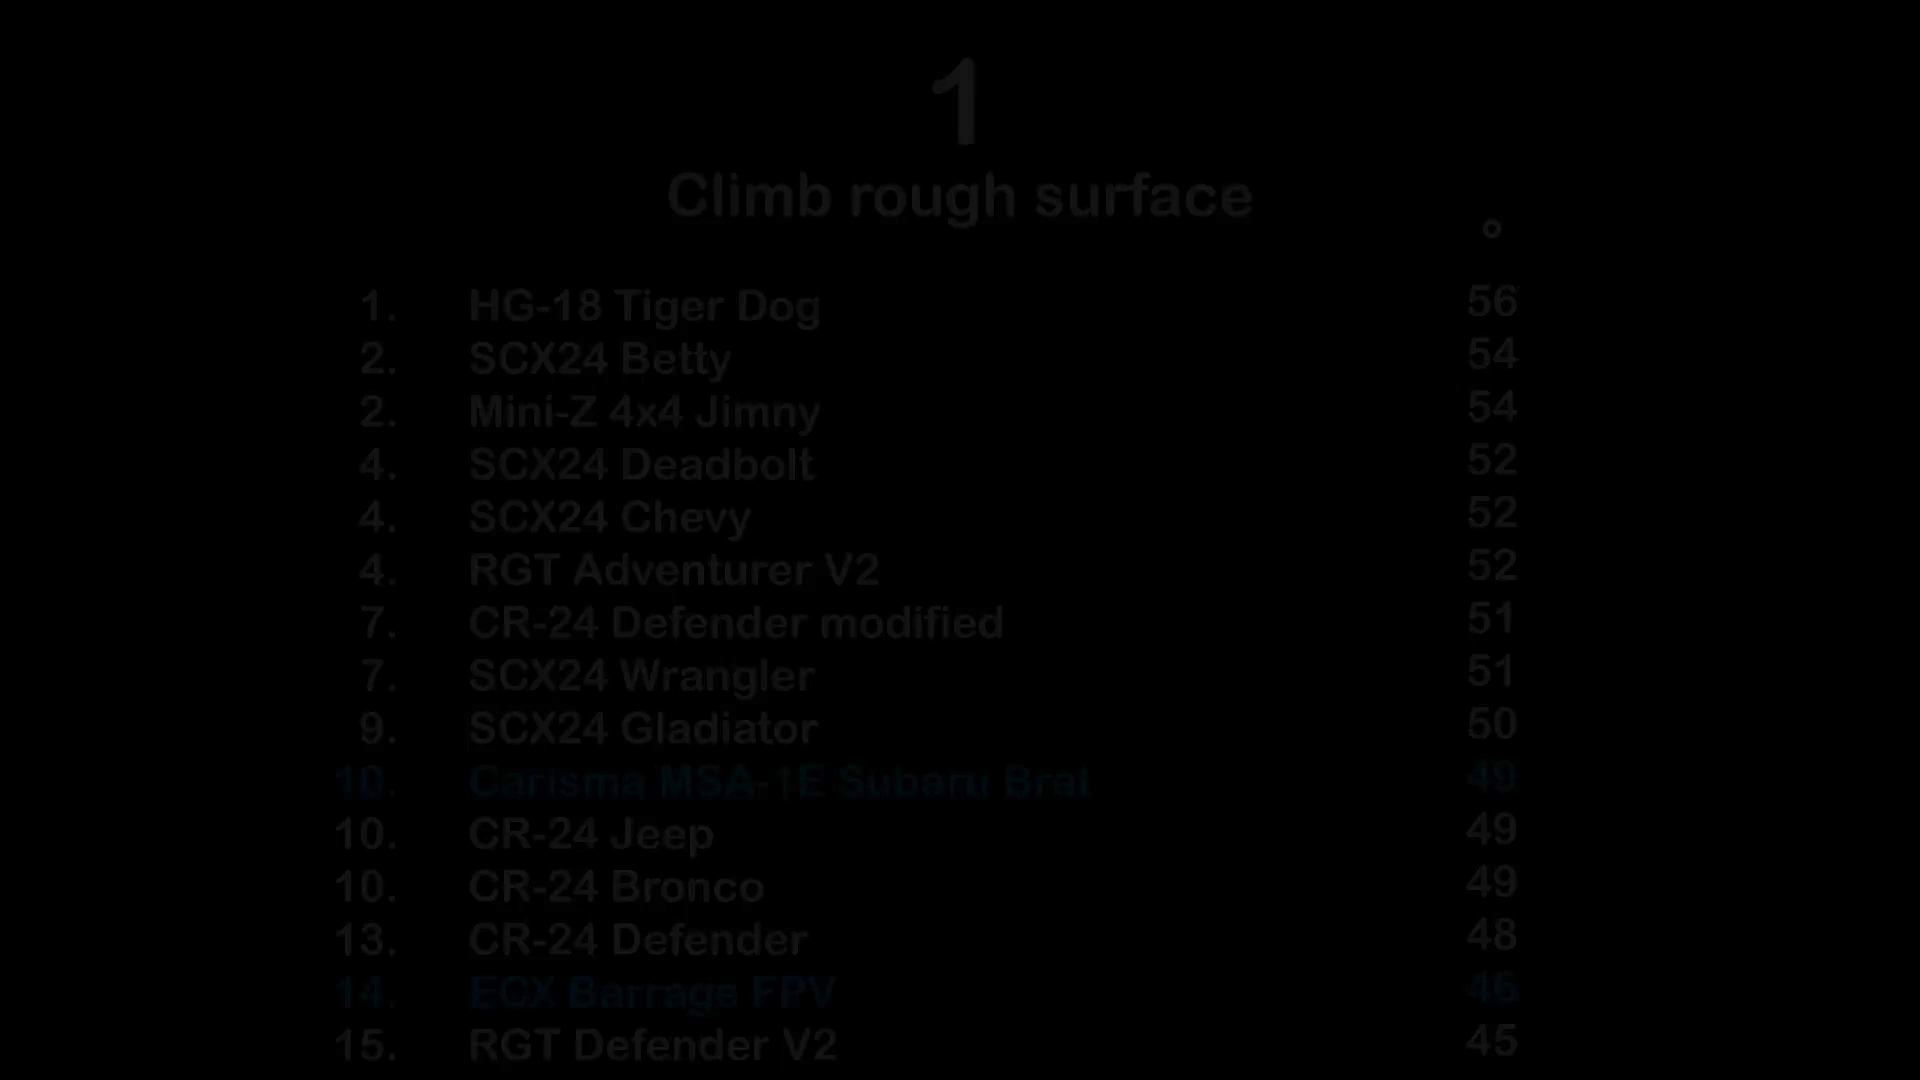 1
Climb rough surface
°
1. HG-18 Tiger Dog 56
2. SCX24 Betty 54
2. Mini-Z 4x4 Jimny 54
4. SCX24 Deadbolt 52
4. SCX24 Chevy 52
4. RGT Adventurer V2 52
7. CR-24 Defender modified 51
7. SCX24 Wrangler 51
9. SCX24 Gladiator 50
10. Carisma MSA-1E Subaru Brat 49
10. CR-24 Jeep 49
10. CR-24 Bronco 49
13. CR-24 Defender 48
14. ECX Barrage FPV 46
15. RGT Defender V2 45